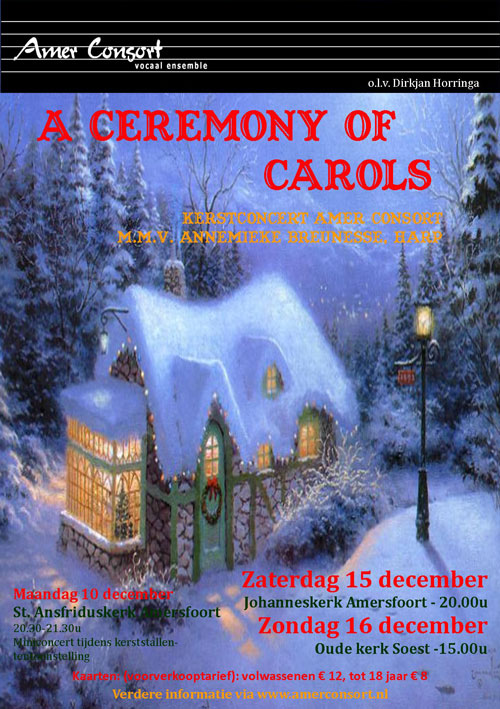 Amer Consort
vocaal ensemble
o.l.v. Dirkjan Horringa
A CEREMONY OF
CAROLS
KERSTCONCERT AMER CONSORT
M.M.V. ANNEMIEKE BREUNESSE, HARP
Maandag 10 december
St. Ansfriduskerk Amersfoort
20.30-21.30u
Miniconcert tijdens kerststallen-
tentoonstelling
Zaterdag 15 december
Johanneskerk Amersfoort - 20.00u
Zondag 16 december
Oude kerk Soest -15.00u
Kaarten: (voorverkooptarief): volwassenen € 12, tot 18 jaar € 8
Verdere informatie via www.amerconsort.nl